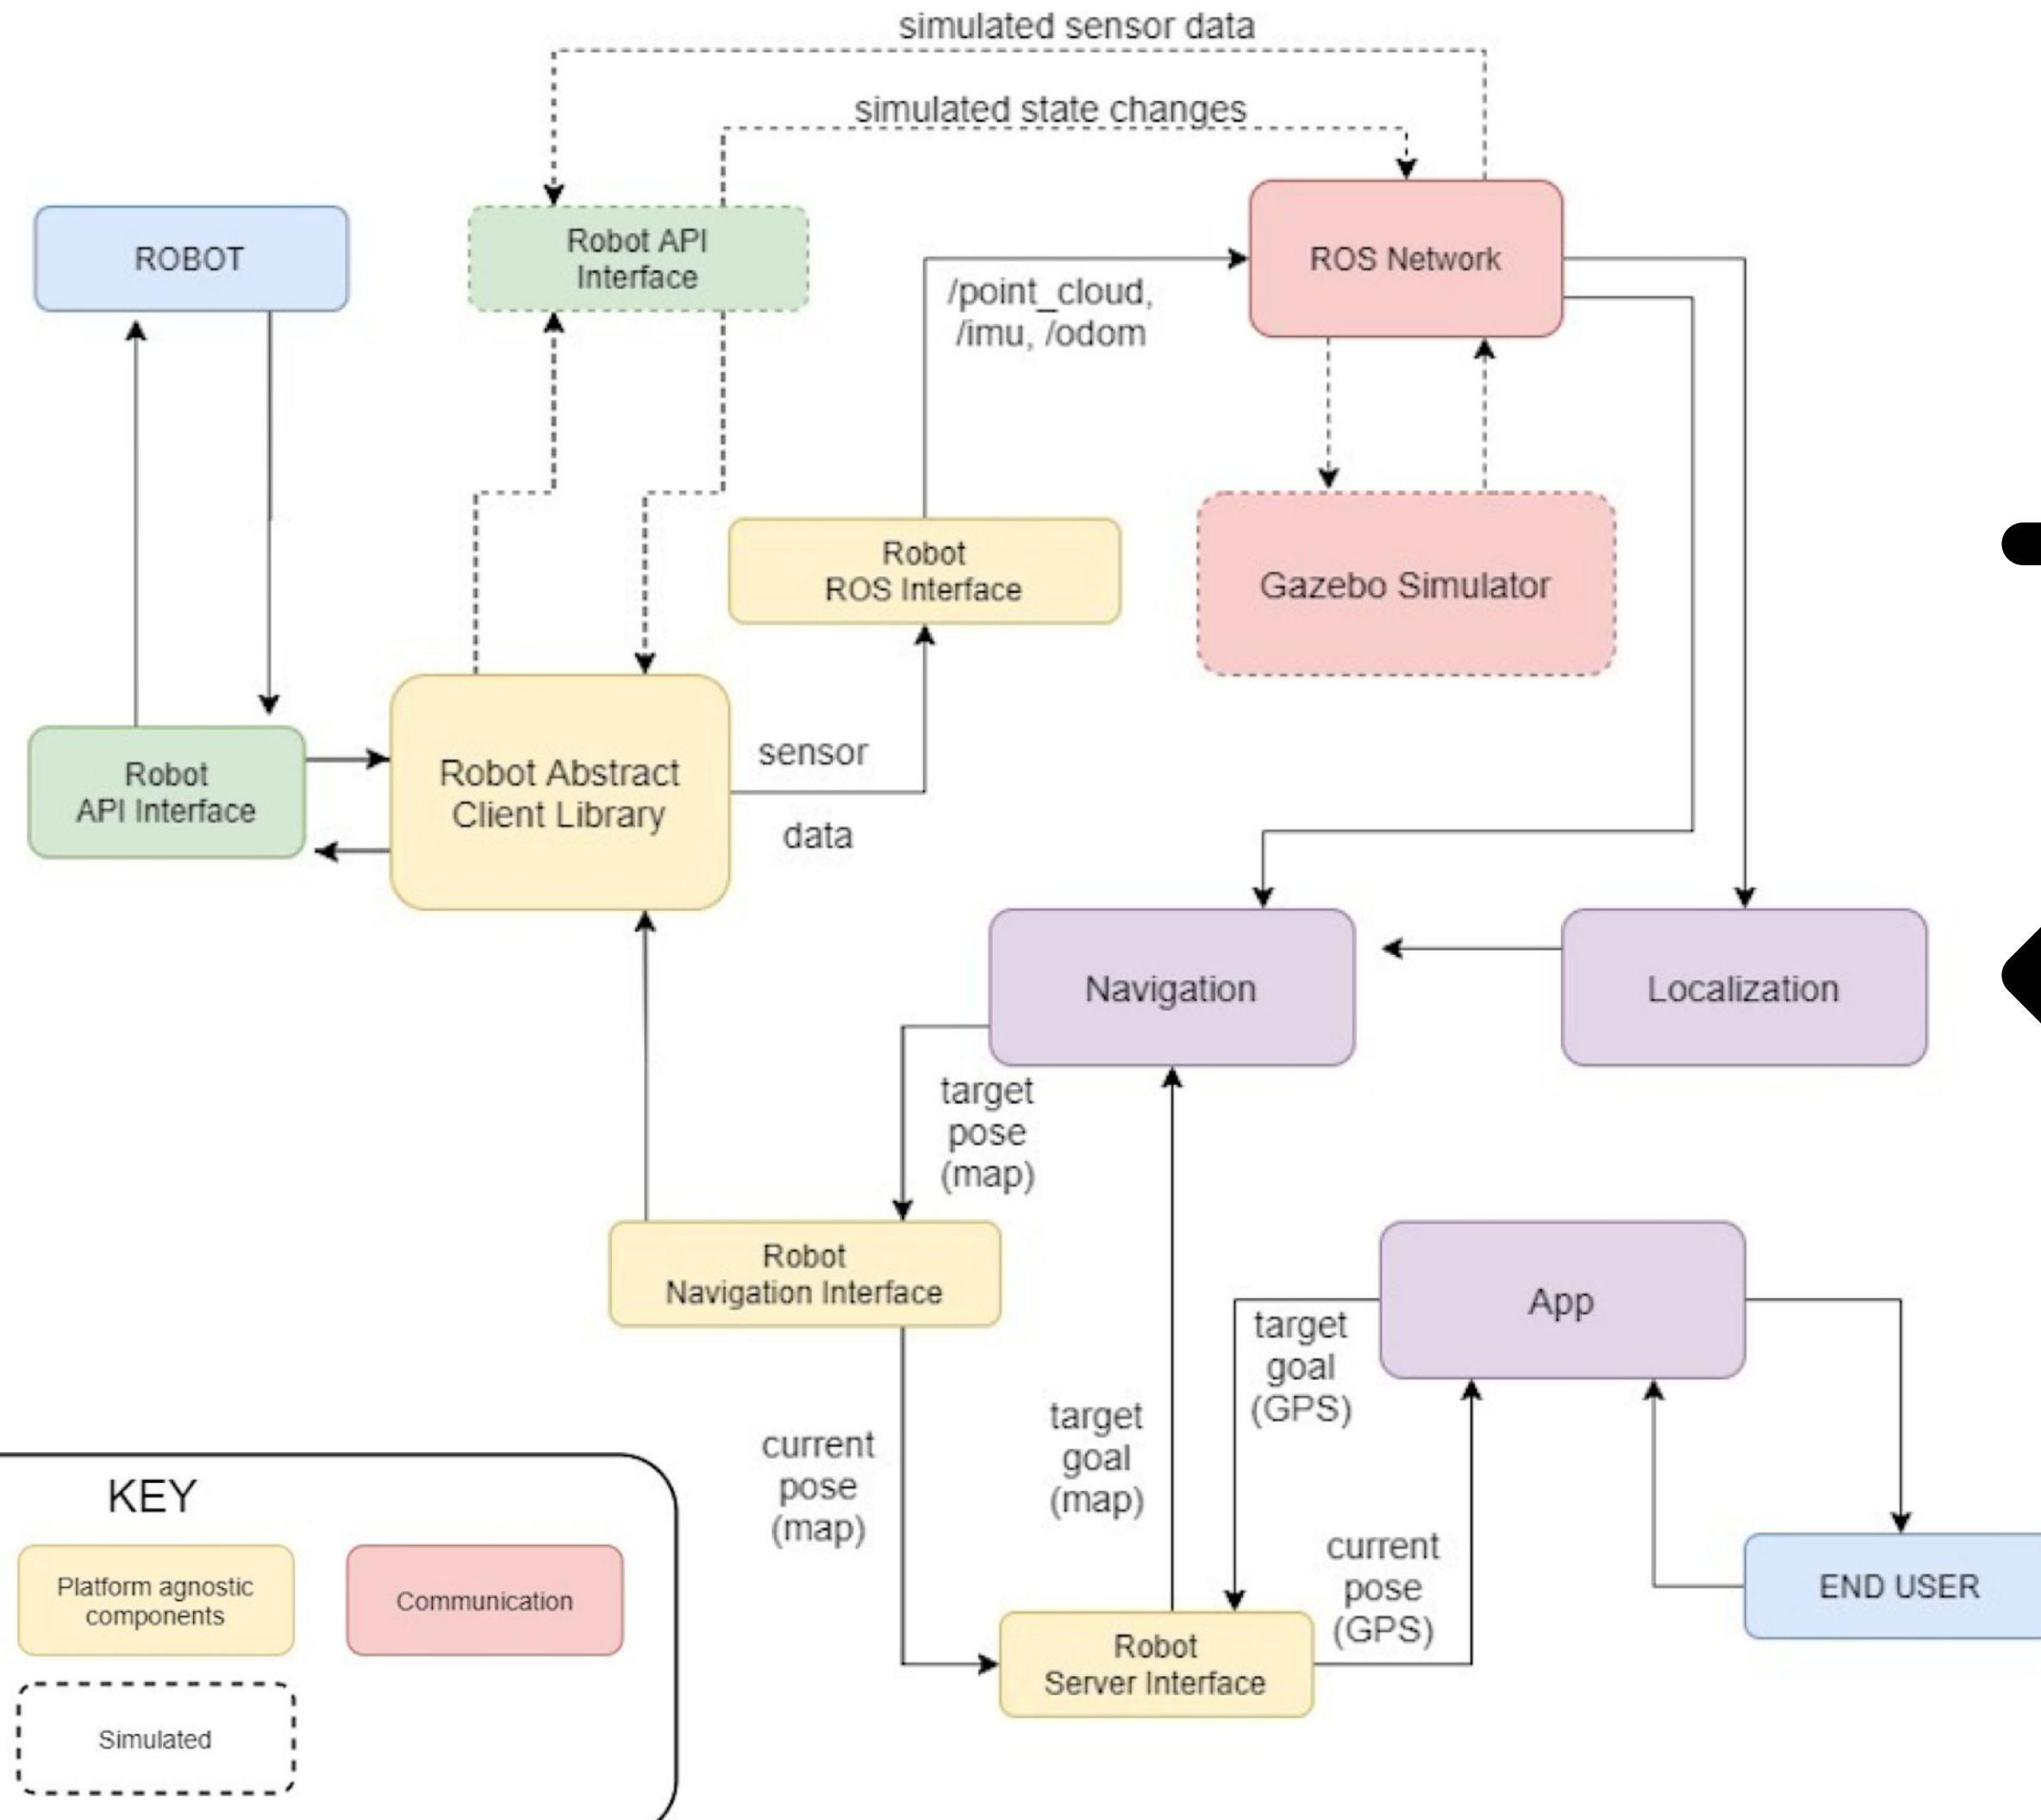 simulated sensor data
simulated state changes
ROBOT
Robot API
Interface
ROS Network
/point_cloud,
/imu, /odom
Robot
ROS Interface
Gazebo Simulator
Robot
API Interface
Robot Abstract
Client Library
sensor
data
Navigation
Localization
target
pose
(map)
Robot
Navigation Interface
App
target
goal
(GPS)
target
goal
(map)
current
pose
(map)
current
pose
(GPS)
END USER
Robot
Server Interface
KEY
Platform agnostic
components
Communication
Simulated